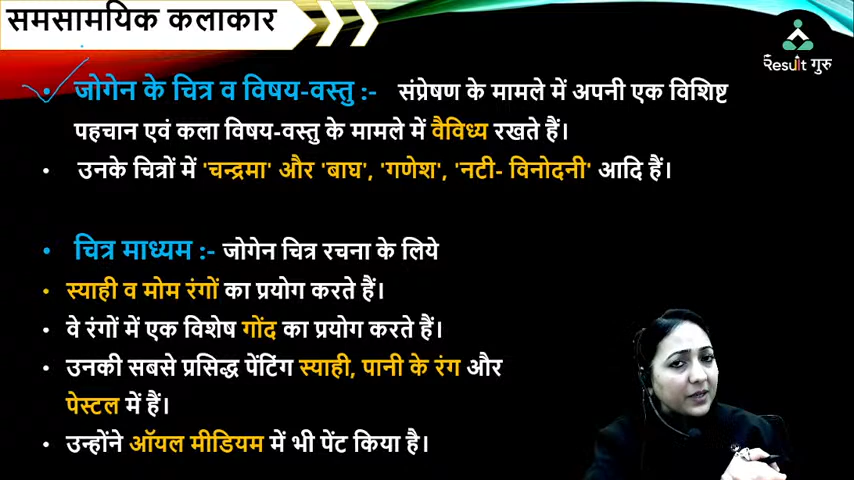 समसामयिक कलाकार
Result गुरु
जोगेन के चित्र व विषय-वस्तु :- संप्रेषण के मामले में अपनी एक विशिष्ट
पहचान एवं कला विषय-वस्तु के मामले में वैविध्य रखते हैं।
• उनके चित्रों में 'चन्द्रमा' और 'बाघ', 'गणेश', 'नटी- विनोदनी' आदि हैं।
• चित्र माध्यम :- जोगेन चित्र रचना के लिये
• स्याही व मोम रंगों का प्रयोग करते हैं।
• वे रंगों में एक विशेष गोंद का प्रयोग करते हैं।
• उनकी सबसे प्रसिद्ध पेंटिंग स्याही, पानी के रंग और
पेस्टल में हैं।
• उन्होंने ऑयल मीडियम में भी पेंट किया है।